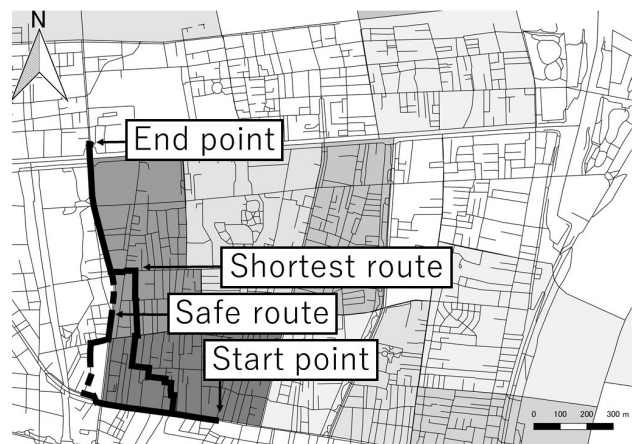 N
End point
Shortest route
Safe route
Start point
0 100 200 300 m